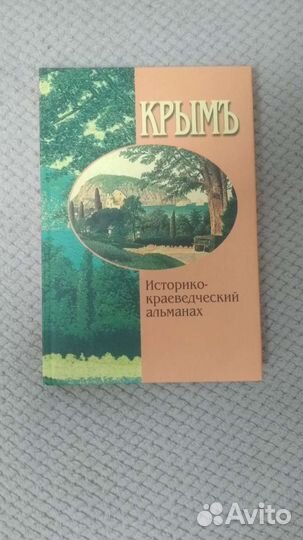 КРЫМЪ
Историко-
краеведческий
альманах
Avito